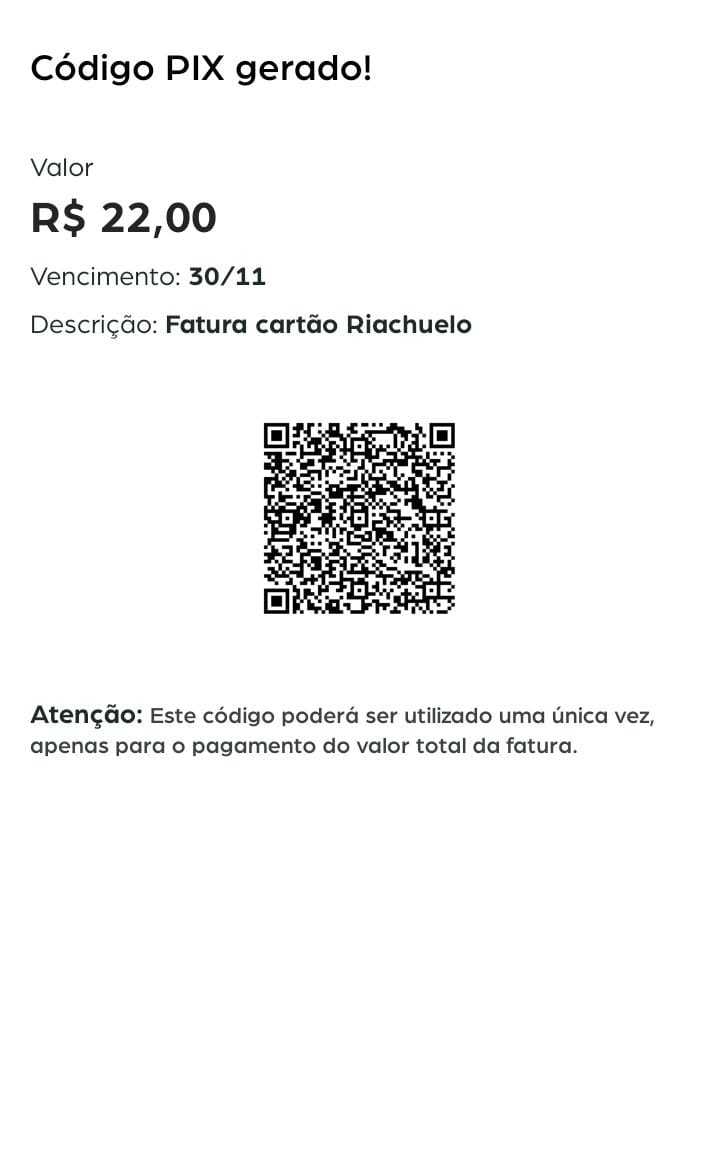 Código PIX gerado!
Valor
R$ 22,00
Vencimento: 30/11
Descrição: Fatura cartão Riachuelo
Atenção: Este código poderá ser utilizado uma única vez,
apenas para o pagamento do valor total da fatura.